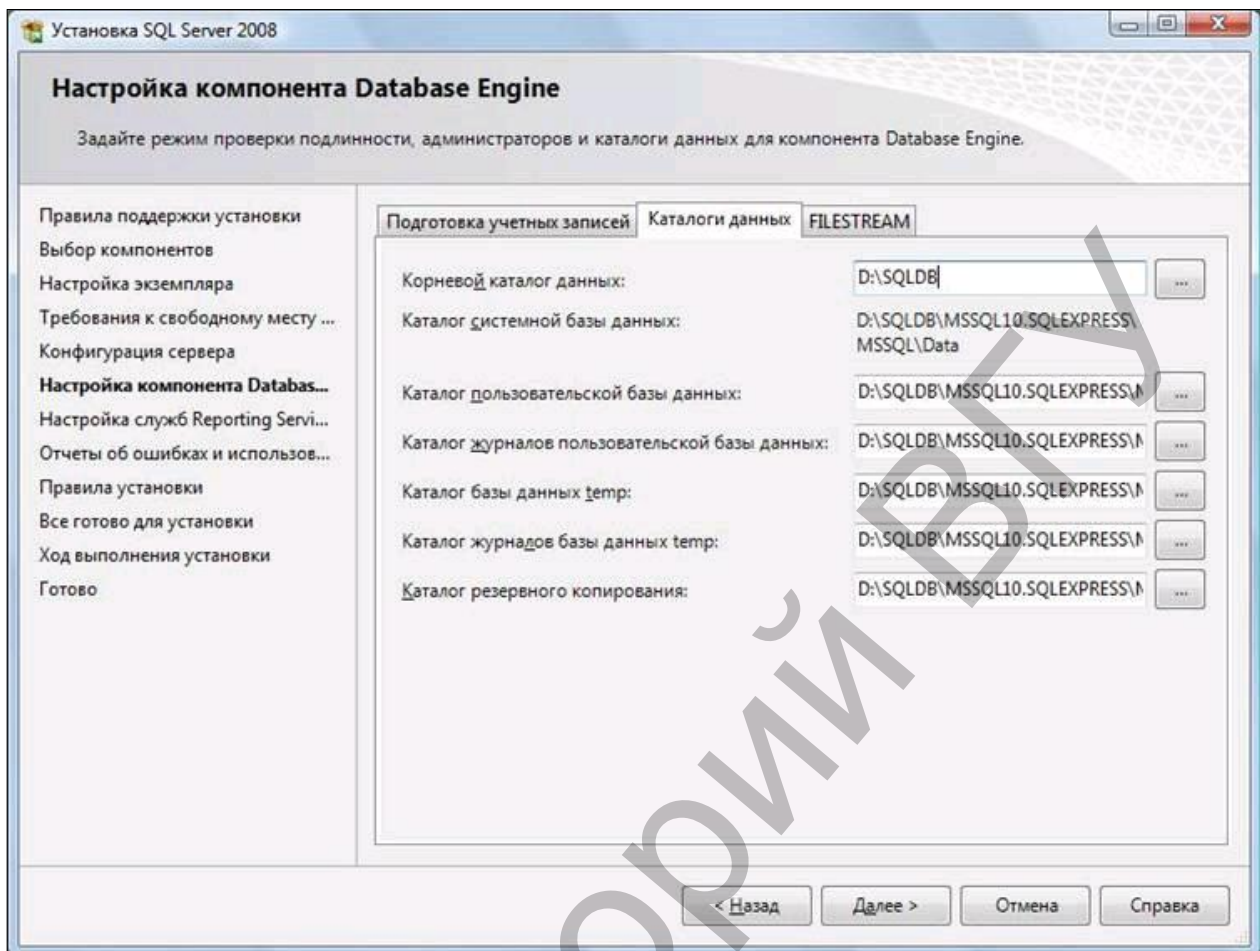 Установка SQL Server 2008
Настройка компонента Database Engine
Задайте режим проверки подлинности, администраторов и каталоги данных для компонента Database Engine.
Правила поддержки установки
Выбор компонентов
Настройка экземпляра
Требования к свободному месту ...
Конфигурация сервера
Настройка компонента Databas...
Настройка служб Reporting Servi...
Отчеты об ошибках и использов...
Правила установки
Все готово для установки
Ход выполнения установки
Готово
Подготовка учетных записей Каталоги данных FILESTREAM
Корневой каталог данных: D:\SQLDB ...
Каталог системной базы данных: D:\SQLDB\MSSQL10.SQLEXPRESS\
MSSQL\Data
Каталог пользовательской базы данных: D:\SQLDB\MSSQL10.SQLEXPRESS\ ...
Каталог журналов пользовательской базы данных: D:\SQLDB\MSSQL10.SQLEXPRESS\ ...
Каталог базы данных temp: D:\SQLDB\MSSQL10.SQLEXPRESS\ ...
Каталог журналов базы данных temp: D:\SQLDB\MSSQL10.SQLEXPRESS\ ...
Каталог резервного копирования: D:\SQLDB\MSSQL10.SQLEXPRESS\ ...
< Назад Далее > Отмена Справка
орий ВГУ